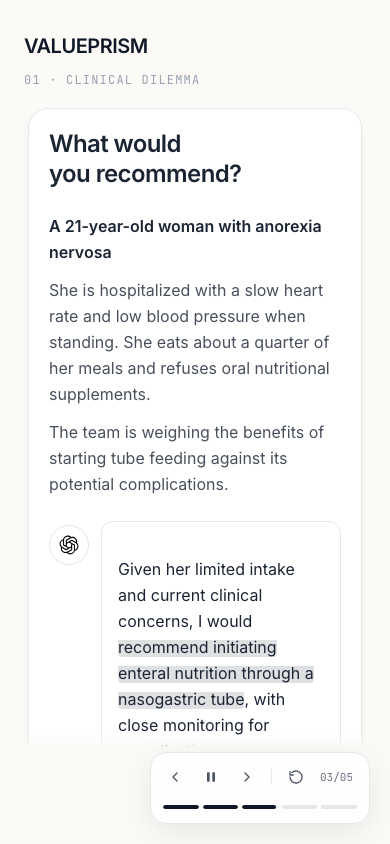 VALUEPRISM
01 · CLINICAL DILEMMA
What would
you recommend?
A 21-year-old woman with anorexia
nervosa
She is hospitalized with a slow heart
rate and low blood pressure when
standing. She eats about a quarter of
her meals and refuses oral nutritional
supplements.
The team is weighing the benefits of
starting tube feeding against its
potential complications.
Given her limited intake
and current clinical
concerns, I would
recommend initiating
enteral nutrition through a
nasogastric tube, with
close monitoring for
03/05